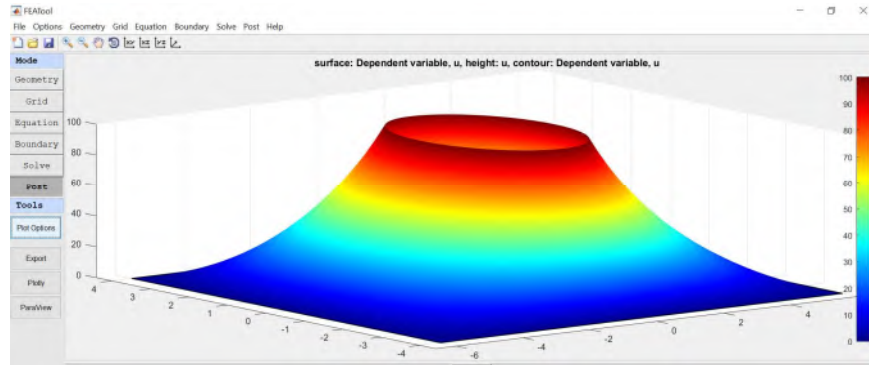 FEATool
File Options Geometry Grid Equation Boundary Solve Post Help
XY XZ YZ
Mode
surface: Dependent variable, u, height: u, contour: Dependent variable, u
Geometry
Grid
Equation
Boundary
Solve
Post
Tools
Plot Options
Export
Plotly
ParaView
100
80
60
40
20
0
4
3
2
1
0
-1
-2
-3
-4
-6
-4
-2
0
2
4
100
90
80
70
60
50
40
30
20
10
0